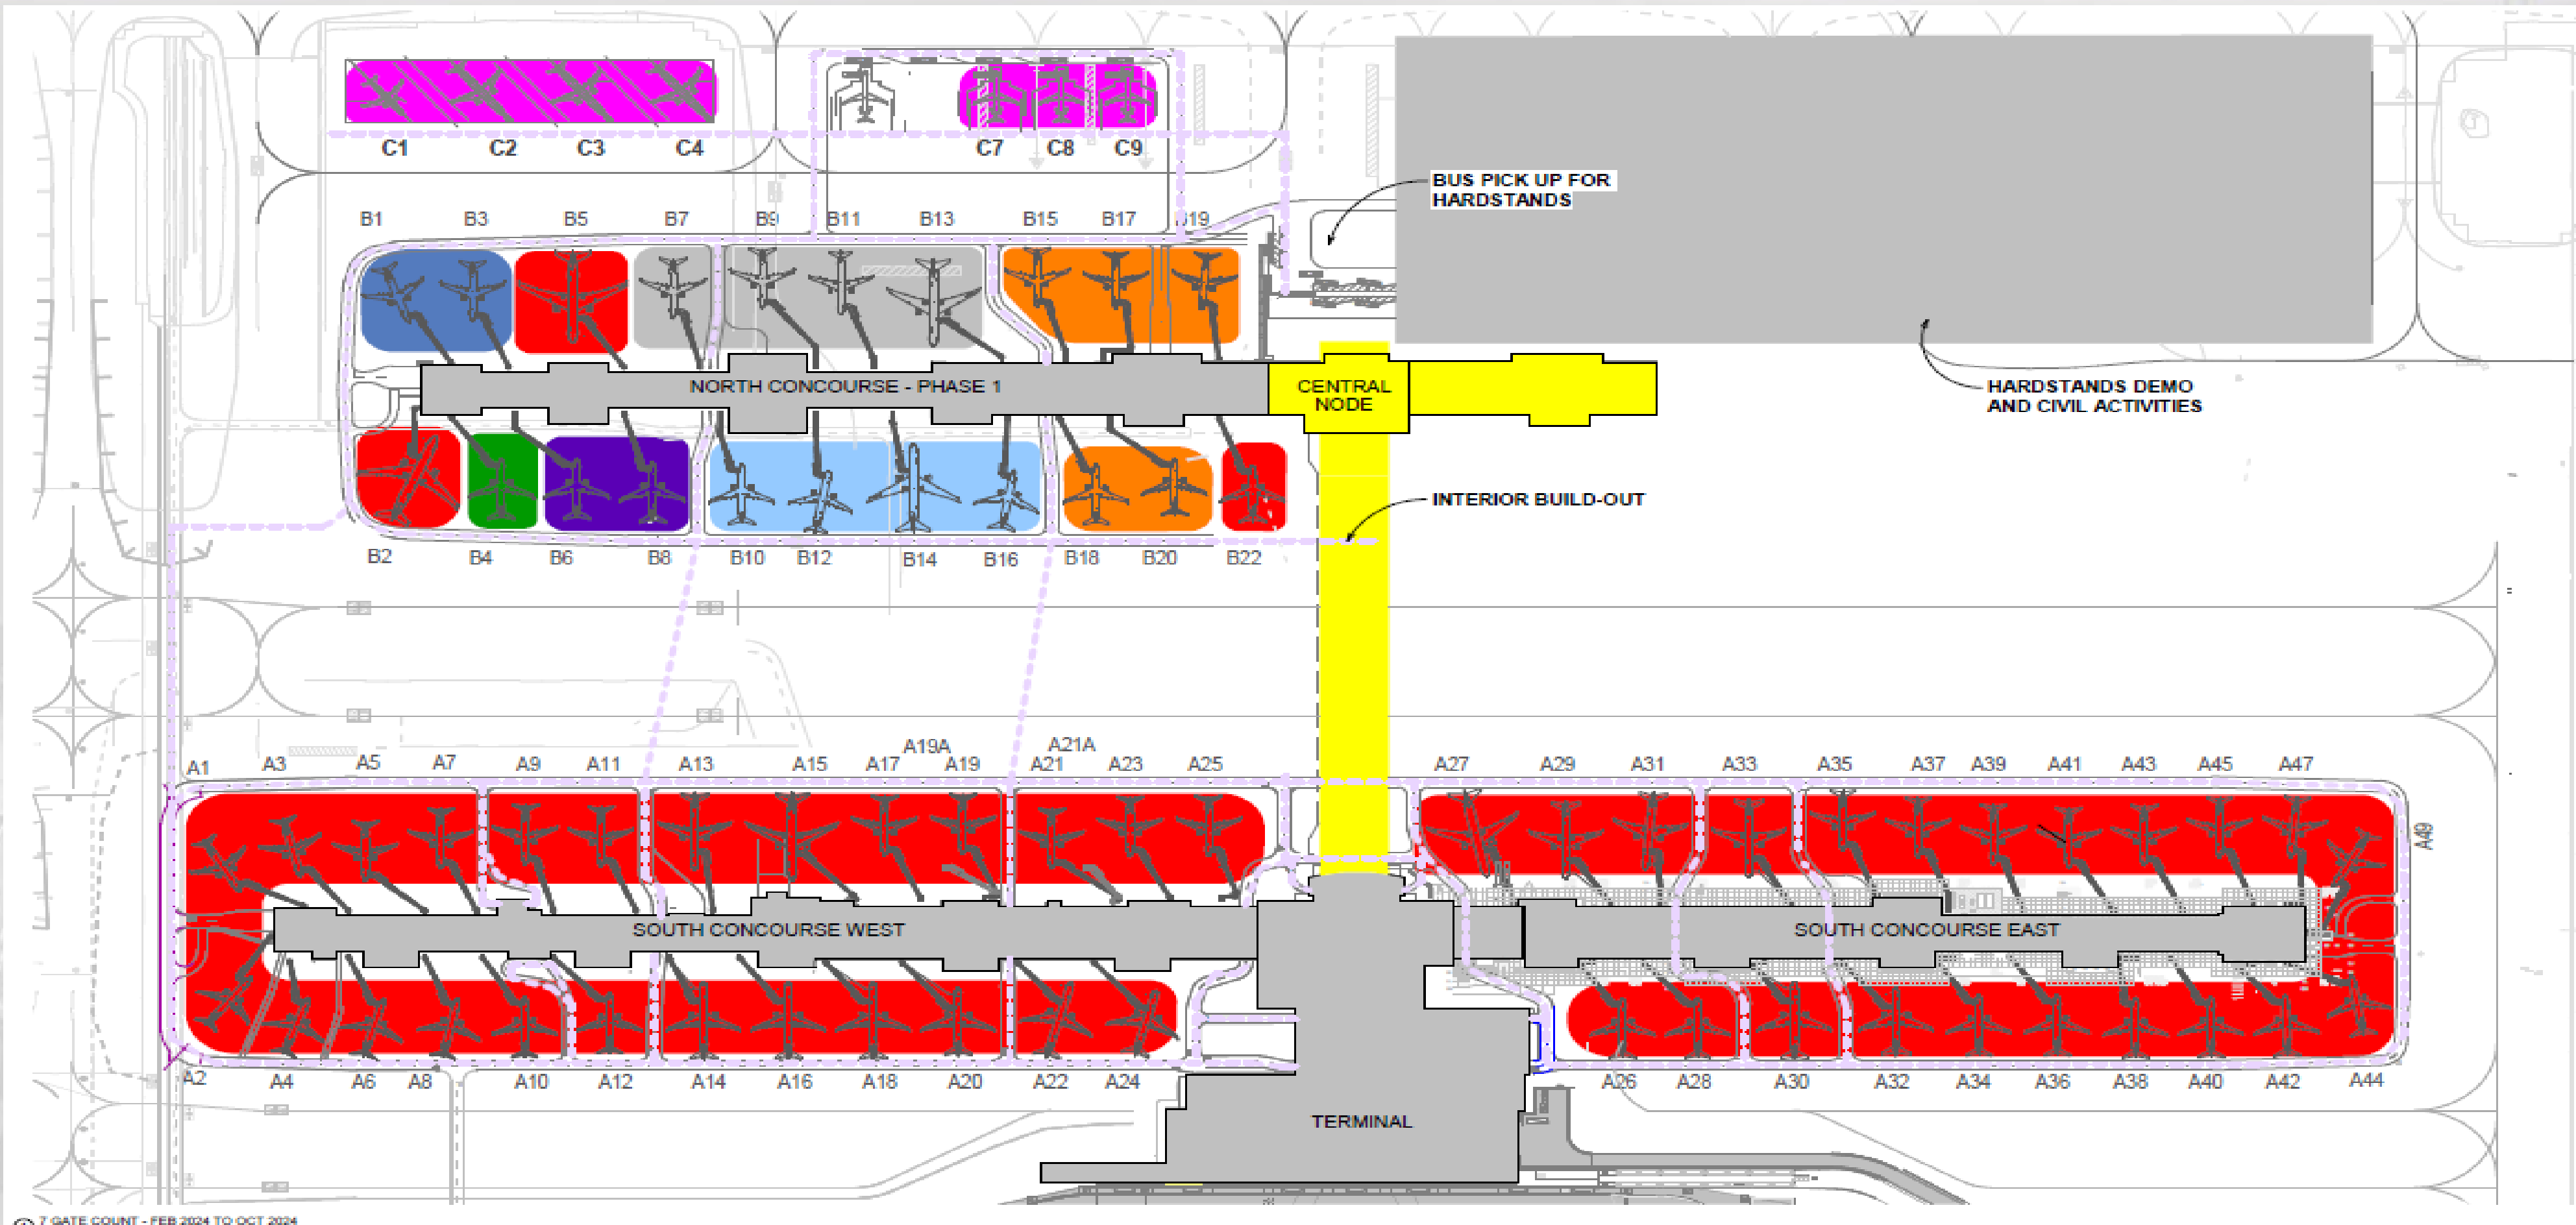 C1 C2 C3 C4 C7 C8 C9
BUS PICK UP FOR
HARDSTANDS
B1 B3 B5 B7 B9 B11 B13 B15 B17 B19
NORTH CONCOURSE - PHASE 1
CENTRAL
NODE
HARDSTANDS DEMO
AND CIVIL ACTIVITIES
INTERIOR BUILD-OUT
B2 B4 B6 B8 B10 B12 B14 B16 B18 B20 B22
A19A A21A
A1 A3 A5 A7 A9 A11 A13 A15 A17 A19 A21 A23 A25 A27 A29 A31 A33 A35 A37 A39 A41 A43 A45 A47
A49
SOUTH CONCOURSE WEST
SOUTH CONCOURSE EAST
A2 A4 A6 A8 A10 A12 A14 A16 A18 A20 A22 A24 A26 A28 A30 A32 A34 A36 A38 A40 A42 A44
TERMINAL
7 GATE COUNT - FEB 2024 TO OCT 2024